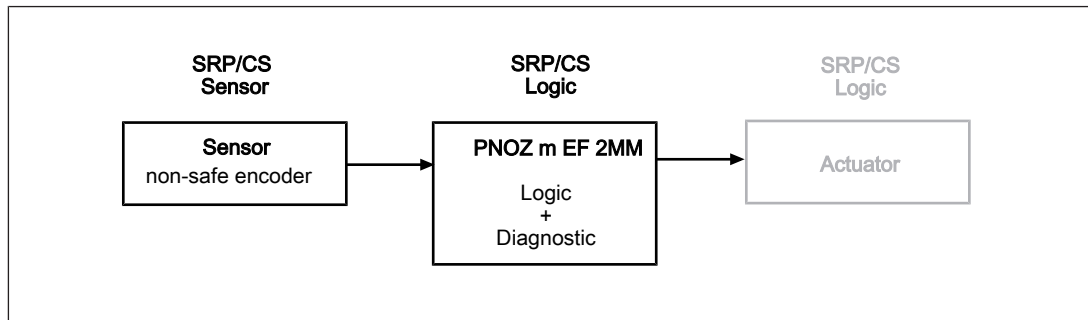 SRP/CS
Sensor
SRP/CS
Logic
SRP/CS
Logic
Sensor
non-safe encoder
PNOZ m EF 2MM
Logic
+
Diagnostic
Actuator